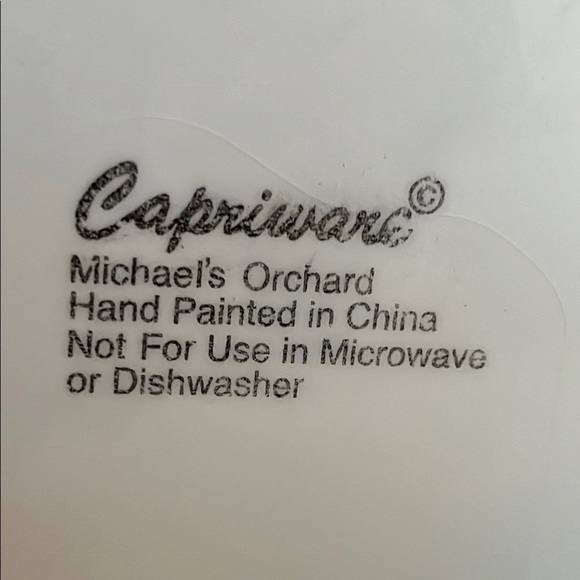 Capriware©
Michael's Orchard
Hand Painted in China
Not For Use in Microwave
or Dishwasher